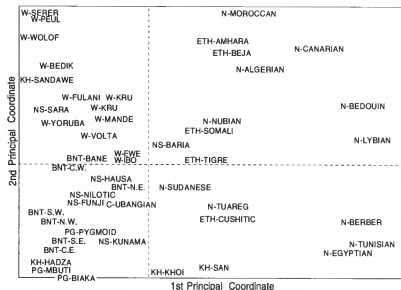 W-SERER
N-MOROCCAN
W-PEUL
W-WOLOF
ETH-AMHARA
N-CANARIAN
ETH-BEJA
W-BEDIK
N-ALGERIAN
KH-SANDAWE
W-FULANI
W-KRU
NS-SARA
W-KRU
N-BEDOUIN
W-YORUBA
W-MANDE
N-NUBIAN
W-VOLTA
ETH-SOMALI
N-LYBIAN
NS-BARIA
W-EWE
BNT-BANE
W-IBO
ETH-TIGRE
BNT-C.W.
NS-HAUSA
BNT-N.E.
N-SUDANESE
NS-NILOTIC
NS-FUNJI
C-UBANGIAN
N-TUAREG
BNT-S.W.
ETH-CUSHITIC
BNT-N.W.
N-BERBER
PG-PYGMOID
BNT-S.E.
NS-KUNAMA
N-TUNISIAN
BNT-C.E.
N-EGYPTIAN
KH-HADZA
PG-MBUTI
KH-KHOI
KH-SAN
PG-BIAKA
2nd Principal Coordinate
1st Principal Coordinate